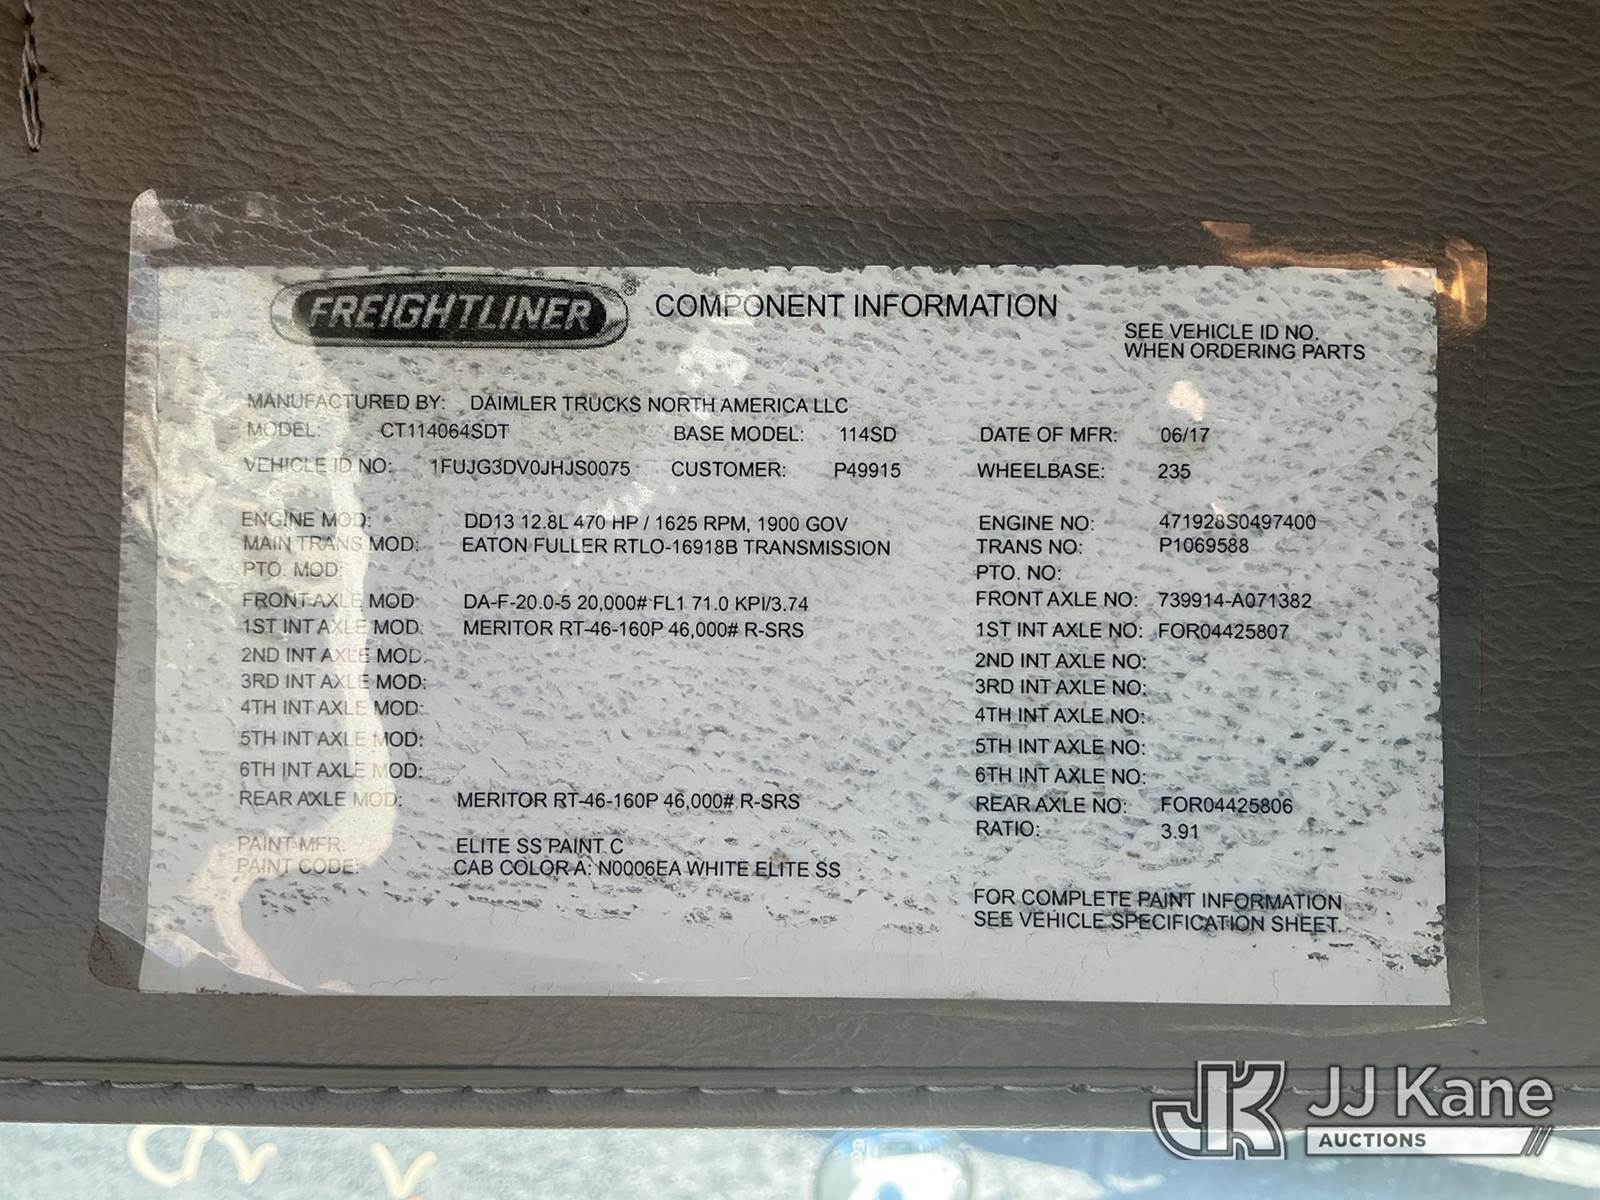 FREIGHTLINER® COMPONENT INFORMATION
SEE VEHICLE ID NO.
WHEN ORDERING PARTS
MANUFACTURED BY: DAIMLER TRUCKS NORTH AMERICA LLC
MODEL: CT114064SDT BASE MODEL: 114SD DATE OF MFR: 06/17
VEHICLE ID NO: 1FUJG3DV0JHJS0075 CUSTOMER: P49915 WHEELBASE: 235
ENGINE MOD: DD13 12.8L 470 HP / 1625 RPM, 1900 GOV ENGINE NO: 471928S0497400
MAIN TRANS MOD: EATON FULLER RTLO-16918B TRANSMISSION TRANS NO: P1069588
PTO. MOD: PTO. NO:
FRONT AXLE MOD: DA-F-20.0-5 20,000# FL1 71.0 KPI/3.74 FRONT AXLE NO: 739914-A071382
1ST INT AXLE MOD: MERITOR RT-46-160P 46,000# R-SRS 1ST INT AXLE NO: FOR04425807
2ND INT AXLE MOD: 2ND INT AXLE NO:
3RD INT AXLE MOD: 3RD INT AXLE NO:
4TH INT AXLE MOD: 4TH INT AXLE NO:
5TH INT AXLE MOD: 5TH INT AXLE NO:
6TH INT AXLE MOD: 6TH INT AXLE NO:
REAR AXLE MOD: MERITOR RT-46-160P 46,000# R-SRS REAR AXLE NO: FOR04425806
RATIO: 3.91
PAINT MFR: ELITE SS PAINT C
PAINT CODE: CAB COLOR A: N0006EA WHITE ELITE SS
FOR COMPLETE PAINT INFORMATION
SEE VEHICLE SPECIFICATION SHEET.
JK JJ Kane
AUCTIONS